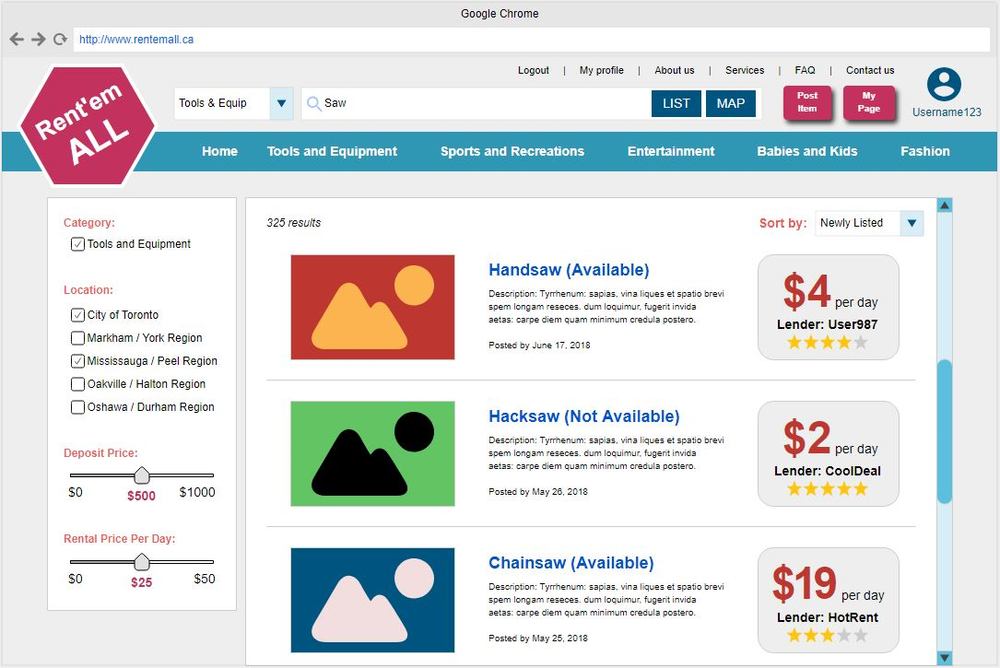 Google Chrome
http://www.rentemall.ca
Logout | My profile | About us | Services | FAQ | Contact us
Rent'em
ALL
Tools & Equip
Saw
LIST
MAP
Post
Item
My
Page
Username123
Home Tools and Equipment Sports and Recreations Entertainment Babies and Kids Fashion
Category:
Tools and Equipment
Location:
City of Toronto
Markham / York Region
Mississauga / Peel Region
Oakville / Halton Region
Oshawa / Durham Region
Deposit Price:
$0 $500 $1000
Rental Price Per Day:
$0 $25 $50
325 results
Sort by: Newly Listed
Handsaw (Available)
Description: Tyrrhenum: sapias, vina liques et spatio brevi
spem longam reseces. dum loquimur, fugerit invida
aetas: carpe diem quam minimum credula postero.
Posted by June 17, 2018
$4 per day
Lender: User987
Hacksaw (Not Available)
Description: Tyrrhenum: sapias, vina liques et spatio brevi
spem longam reseces. dum loquimur, fugerit invida
aetas: carpe diem quam minimum credula postero.
Posted by May 26, 2018
$2 per day
Lender: CoolDeal
Chainsaw (Available)
Description: Tyrrhenum: sapias, vina liques et spatio brevi
spem longam reseces. dum loquimur, fugerit invida
aetas: carpe diem quam minimum credula postero.
Posted by May 25, 2018
$19 per day
Lender: HotRent